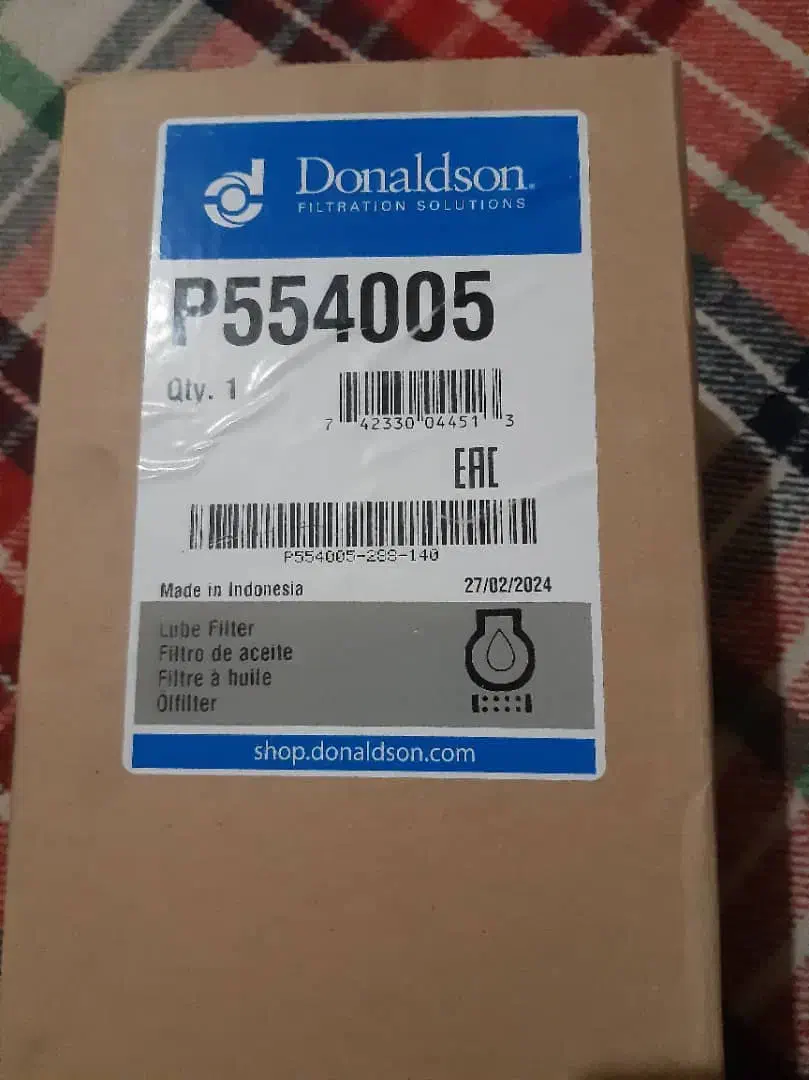 Donaldson.
FILTRATION SOLUTIONS
P554005
Qty. 1
7 42330 04451 3
EAC
P554005-288-140
Made in Indonesia 27/02/2024
Lube Filter
Filtro de aceite
Filtre à huile
Olfilter
shop.donaldson.com